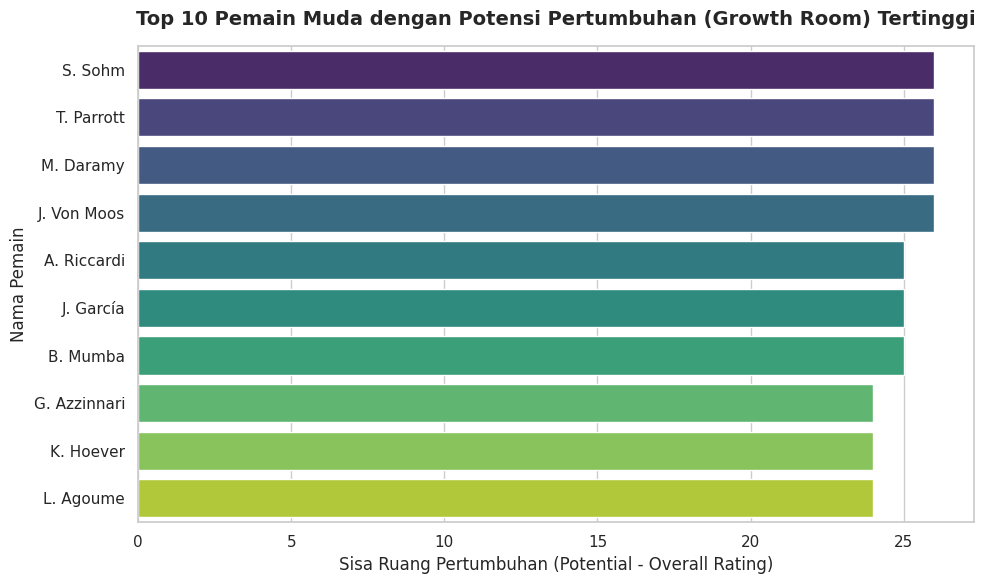 Top 10 Pemain Muda dengan Potensi Pertumbuhan (Growth Room) Tertinggi
Nama Pemain
S. Sohm
T. Parrott
M. Daramy
J. Von Moos
A. Riccardi
J. García
B. Mumba
G. Azzinnari
K. Hoever
L. Agoume
0 5 10 15 20 25
Sisa Ruang Pertumbuhan (Potential - Overall Rating)